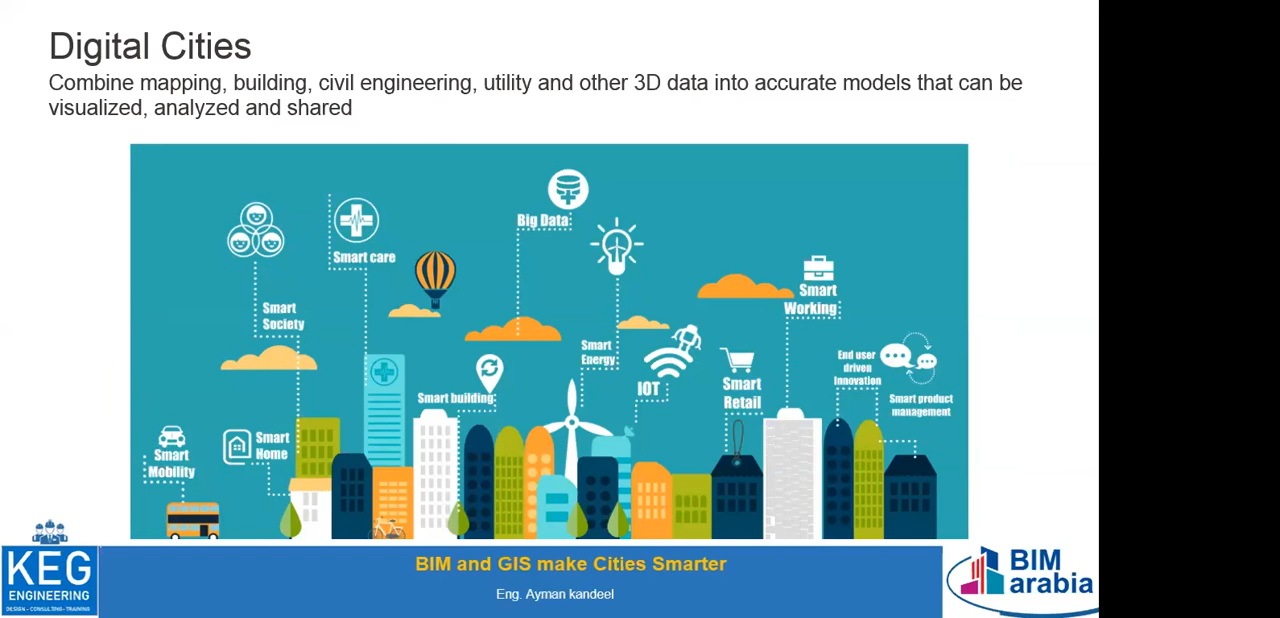 Digital Cities
Combine mapping, building, civil engineering, utility and other 3D data into accurate models that can be
visualized, analyzed and shared
Big Data
Smart care
Smart
Working
Smart
Society
Smart
Energy
End user
driven
Innovation
IOT
Smart
Retail
Smart building
Smart product
management
Smart
Home
Smart
Mobility
KEG
ENGINEERING
DESIGN - CONSULTING - TRAINING
BIM and GIS make Cities Smarter
Eng. Ayman kandeel
BIM
arabia